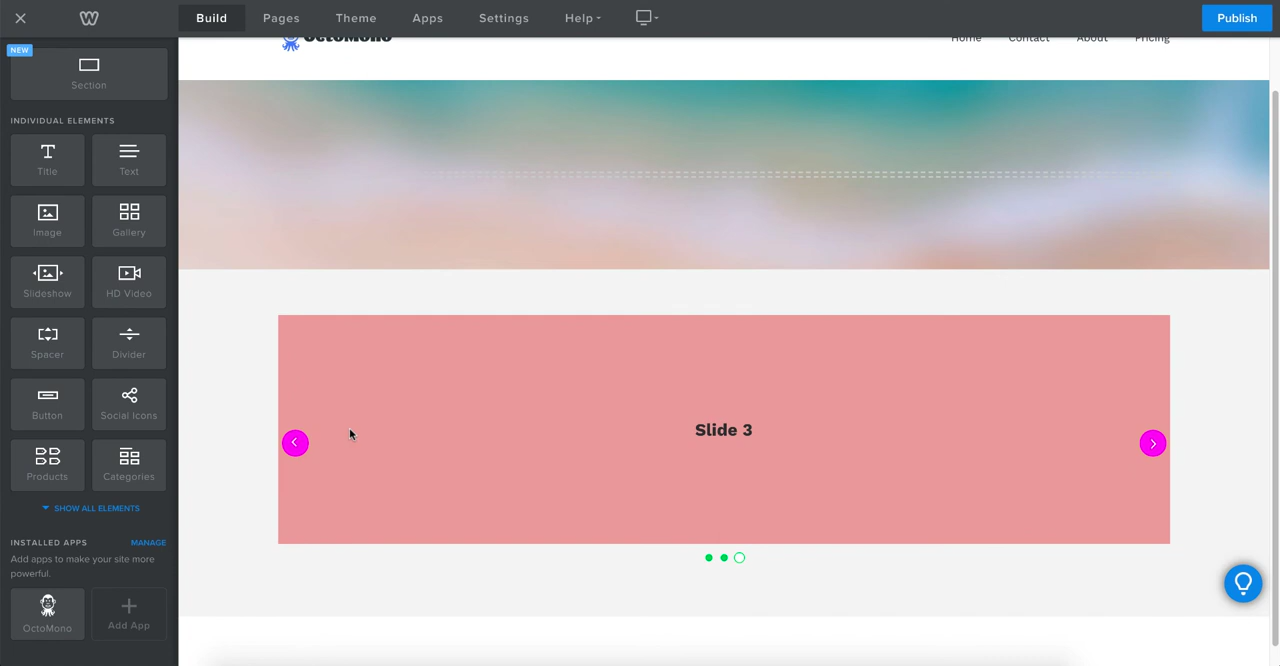 Build Pages Theme Apps Settings Help Publish
NEW
Section
INDIVIDUAL ELEMENTS
Title Text
Image Gallery
Slideshow HD Video
Spacer Divider
Button Social Icons
Products Categories
SHOW ALL ELEMENTS
INSTALLED APPS MANAGE
Add apps to make your site more
powerful.
OctoMono Add App
OctoMono Home Contact About Pricing
Slide 3